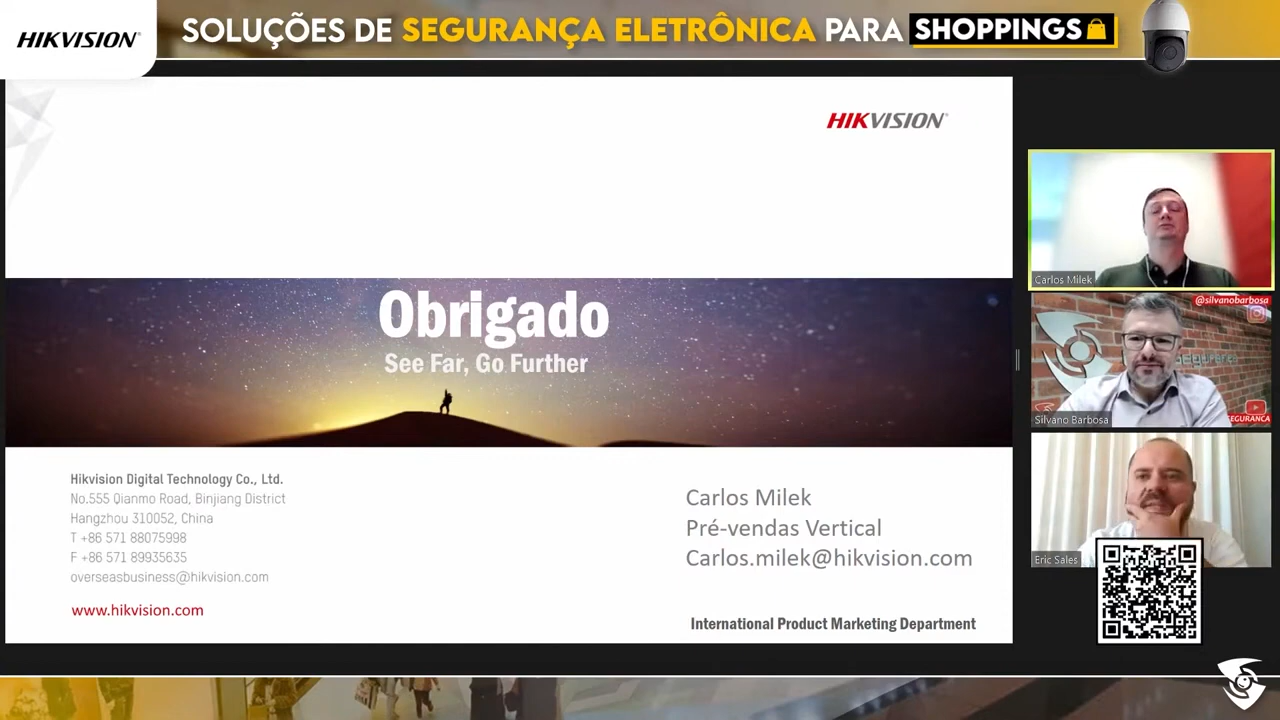 HIKVISION
SOLUÇÕES DE SEGURANÇA ELETRÔNICA PARA SHOPPINGS
HIKVISION
Obrigado
See Far, Go Further
Hikvision Digital Technology Co., Ltd.
No.555 Qianmo Road, Binjiang District
Hangzhou 310052, China
T +86 571 88075998
F +86 571 89935635
overseasbusiness@hikvision.com
www.hikvision.com
Carlos Milek
Pré-vendas Vertical
Carlos.milek@hikvision.com
International Product Marketing Department
Carlos Milek
@silvanobarbosa
Silvano Barbosa
SEGURANCA
Eric Sales